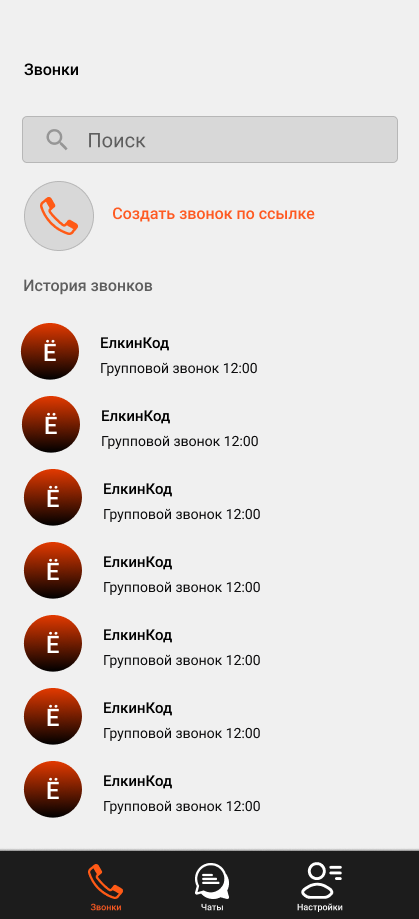 Звонки
Поиск
Создать звонок по ссылке
История звонков
Ё
ЕлкинКод
Групповой звонок 12:00
Ё
ЕлкинКод
Групповой звонок 12:00
Ё
ЕлкинКод
Групповой звонок 12:00
Ё
ЕлкинКод
Групповой звонок 12:00
Ё
ЕлкинКод
Групповой звонок 12:00
Ё
ЕлкинКод
Групповой звонок 12:00
Ё
ЕлкинКод
Групповой звонок 12:00
Звонки Чаты Настройки